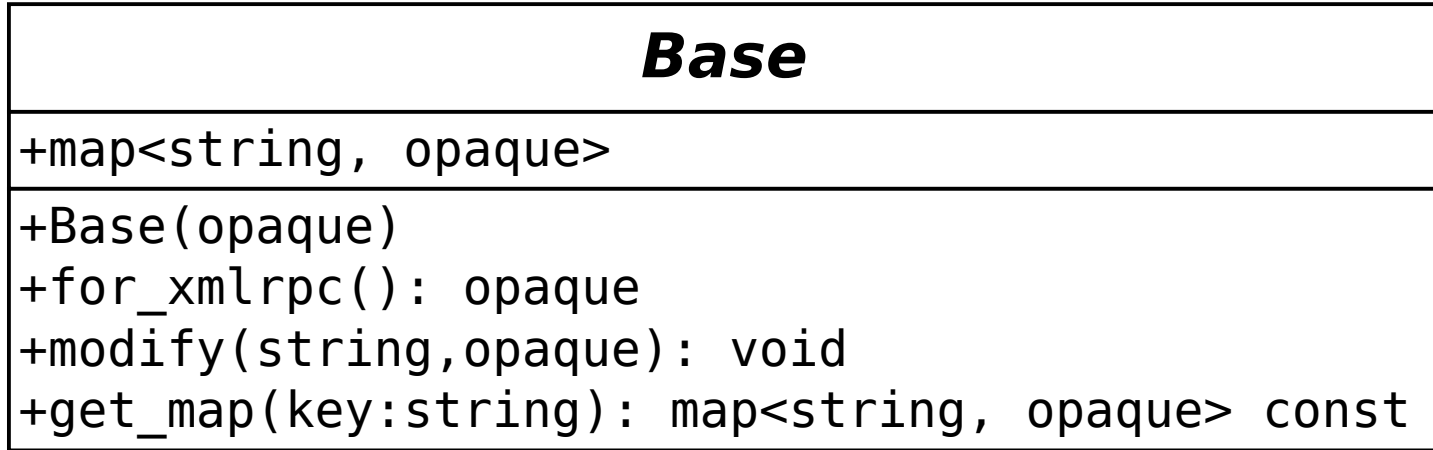 Base
+map<string, opaque>
+Base(opaque)
+for_xmlrpc(): opaque
+modify(string,opaque): void
+get_map(key:string): map<string, opaque> const